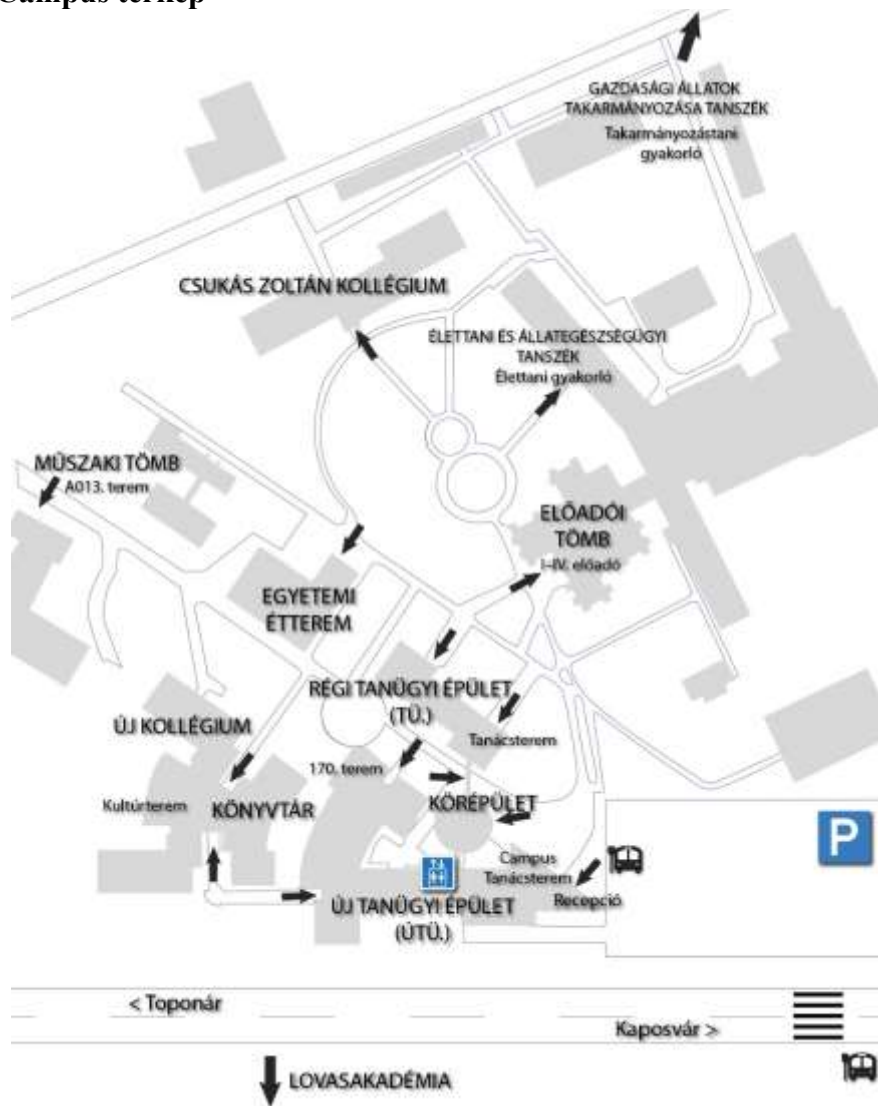 Campus térkép
GAZDASÁGI ÁLLATOK
TAKARMÁNYOZÁSA TANSZÉK
Takarmányozástani
gyakorló
CSUKÁS ZOLTÁN KOLLÉGIUM
ÉLETTANI ÉS ÁLLATEGÉSZSÉGÜGYI
TANSZÉK
Élettani gyakorló
MŰSZAKI TÖMB
A013. terem
ELŐADÓI
TÖMB
I-IV. előadó
EGYETEMI
ÉTTEREM
RÉGI TANÜGYI ÉPÜLET
(TÜ.)
ÚJ KOLLÉGIUM
Tanácsterem
170. terem
Kultúrterem
KÖNYVTÁR
KÖRÉPÜLET
P
Campus
Tanácsterem
Recepció
ÚJ TANÜGYI ÉPÜLET
(ÚTÜ.)
< Toponár
Kaposvár >
LOVASAKADÉMIA